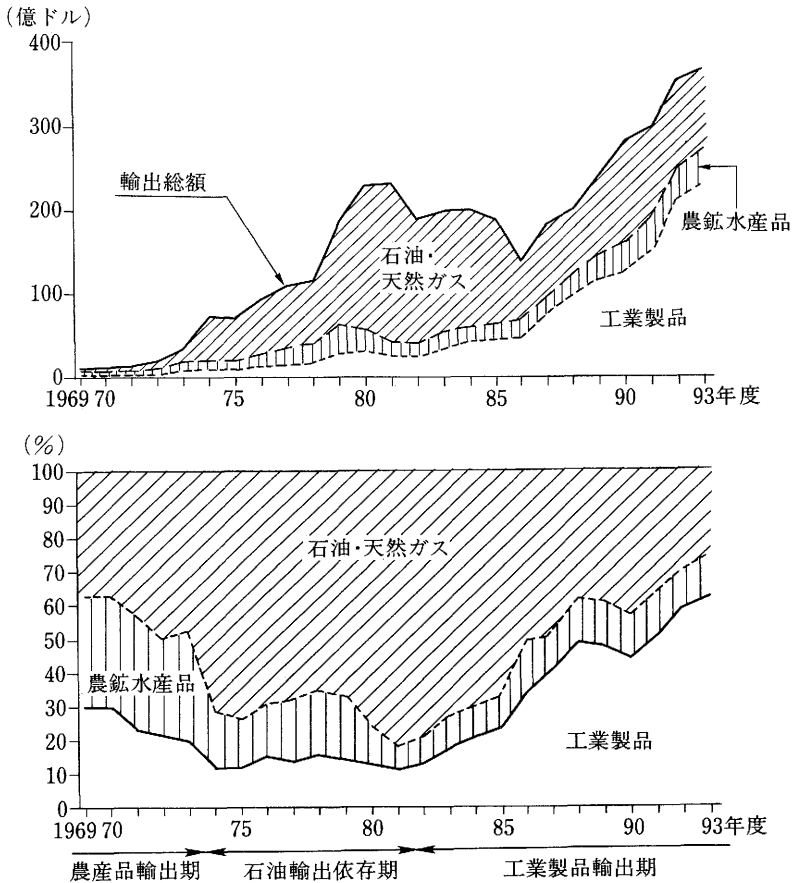 (億ドル)
400
300
200
100
0
輸出総額
石油・
天然ガス
農鉱水産品
工業製品
1969 70 75 80 85 90 93年度
(%)
100
90
80
70
60
50
40
30
20
10
0
石油・天然ガス
農鉱水産品
工業製品
1969 70 75 80 85 90 93年度
農産品輸出期 石油輸出依存期 工業製品輸出期